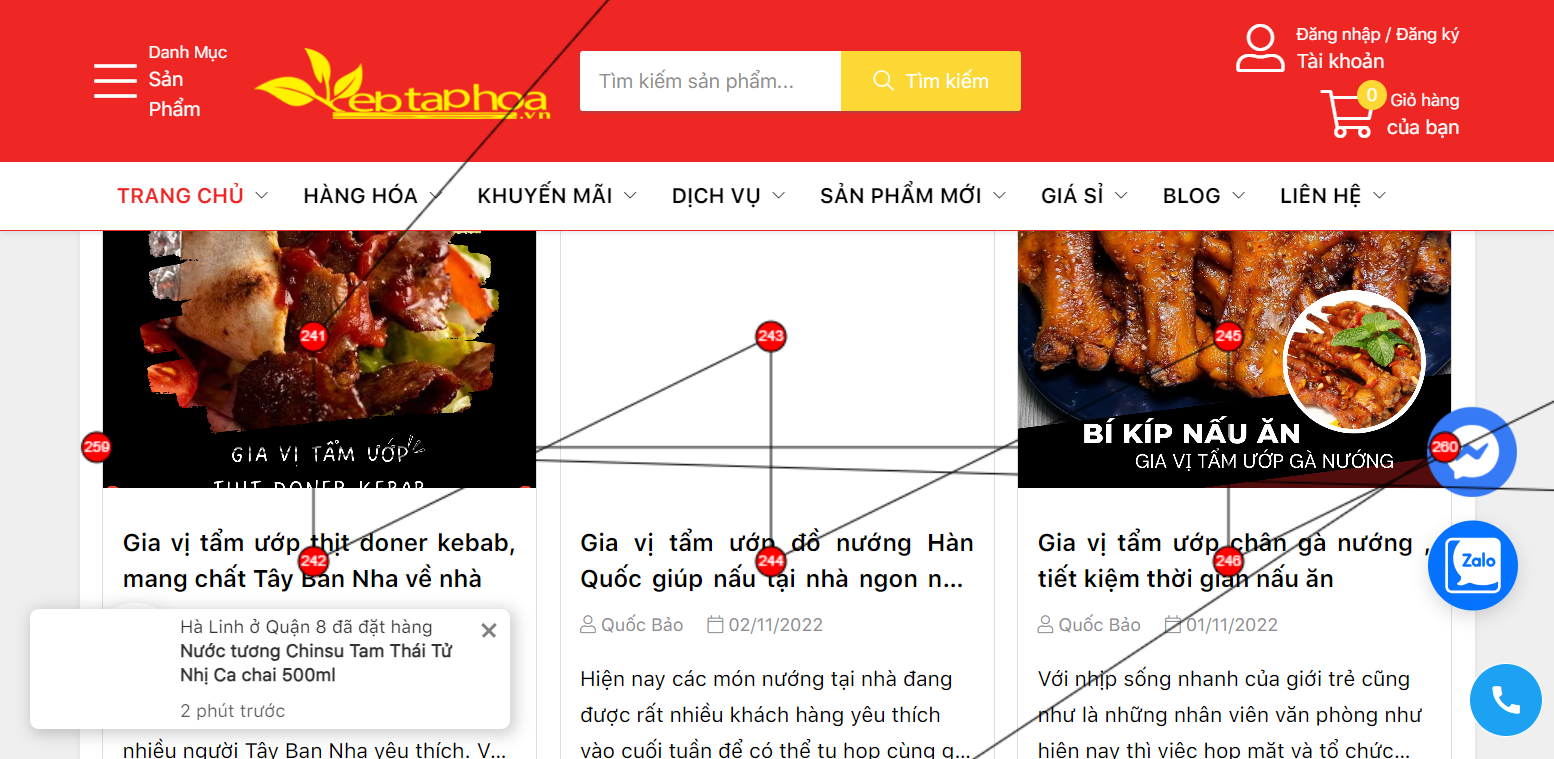 Danh Mục
Sản
Phẩm
eptaphoa
.vn
Tìm kiếm sản phẩm...
Tìm kiếm
Đăng nhập / Đăng ký
Tài khoản
0
Giỏ hàng
của bạn
TRANG CHỦ HÀNG HÓA KHUYẾN MÃI DỊCH VỤ SẢN PHẨM MỚI GIÁ SỈ BLOG LIÊN HỆ
241
243
245
259
260
GIA VỊ TẨM ƯỚP
THỊT DONER KEBAB
BÍ KÍP NẤU ĂN
GIA VỊ TẨM ƯỚP GÀ NƯỚNG
Gia vị tẩm ướp thịt doner kebab,
mang chất Tây Ban Nha về nhà
242
Gia vị tẩm ướp đồ nướng Hàn
Quốc giúp nấu tại nhà ngon n...
244
Gia vị tẩm ướp chân gà nướng ,
tiết kiệm thời gian nấu ăn
246
Zalo
Quốc Bảo 02/11/2022
Quốc Bảo 01/11/2022
Hà Linh ở Quận 8 đã đặt hàng
Nước tương Chinsu Tam Thái Tử
Nhị Ca chai 500ml
2 phút trước
nhiều người Tây Ban Nha yêu thích. V...
Hiện nay các món nướng tại nhà đang
được rất nhiều khách hàng yêu thích
vào cuối tuần để có thể tụ họp cùng g...
Với nhịp sống nhanh của giới trẻ cũng
như là những nhân viên văn phòng như
hiện nay thì việc họp mặt và tổ chức...